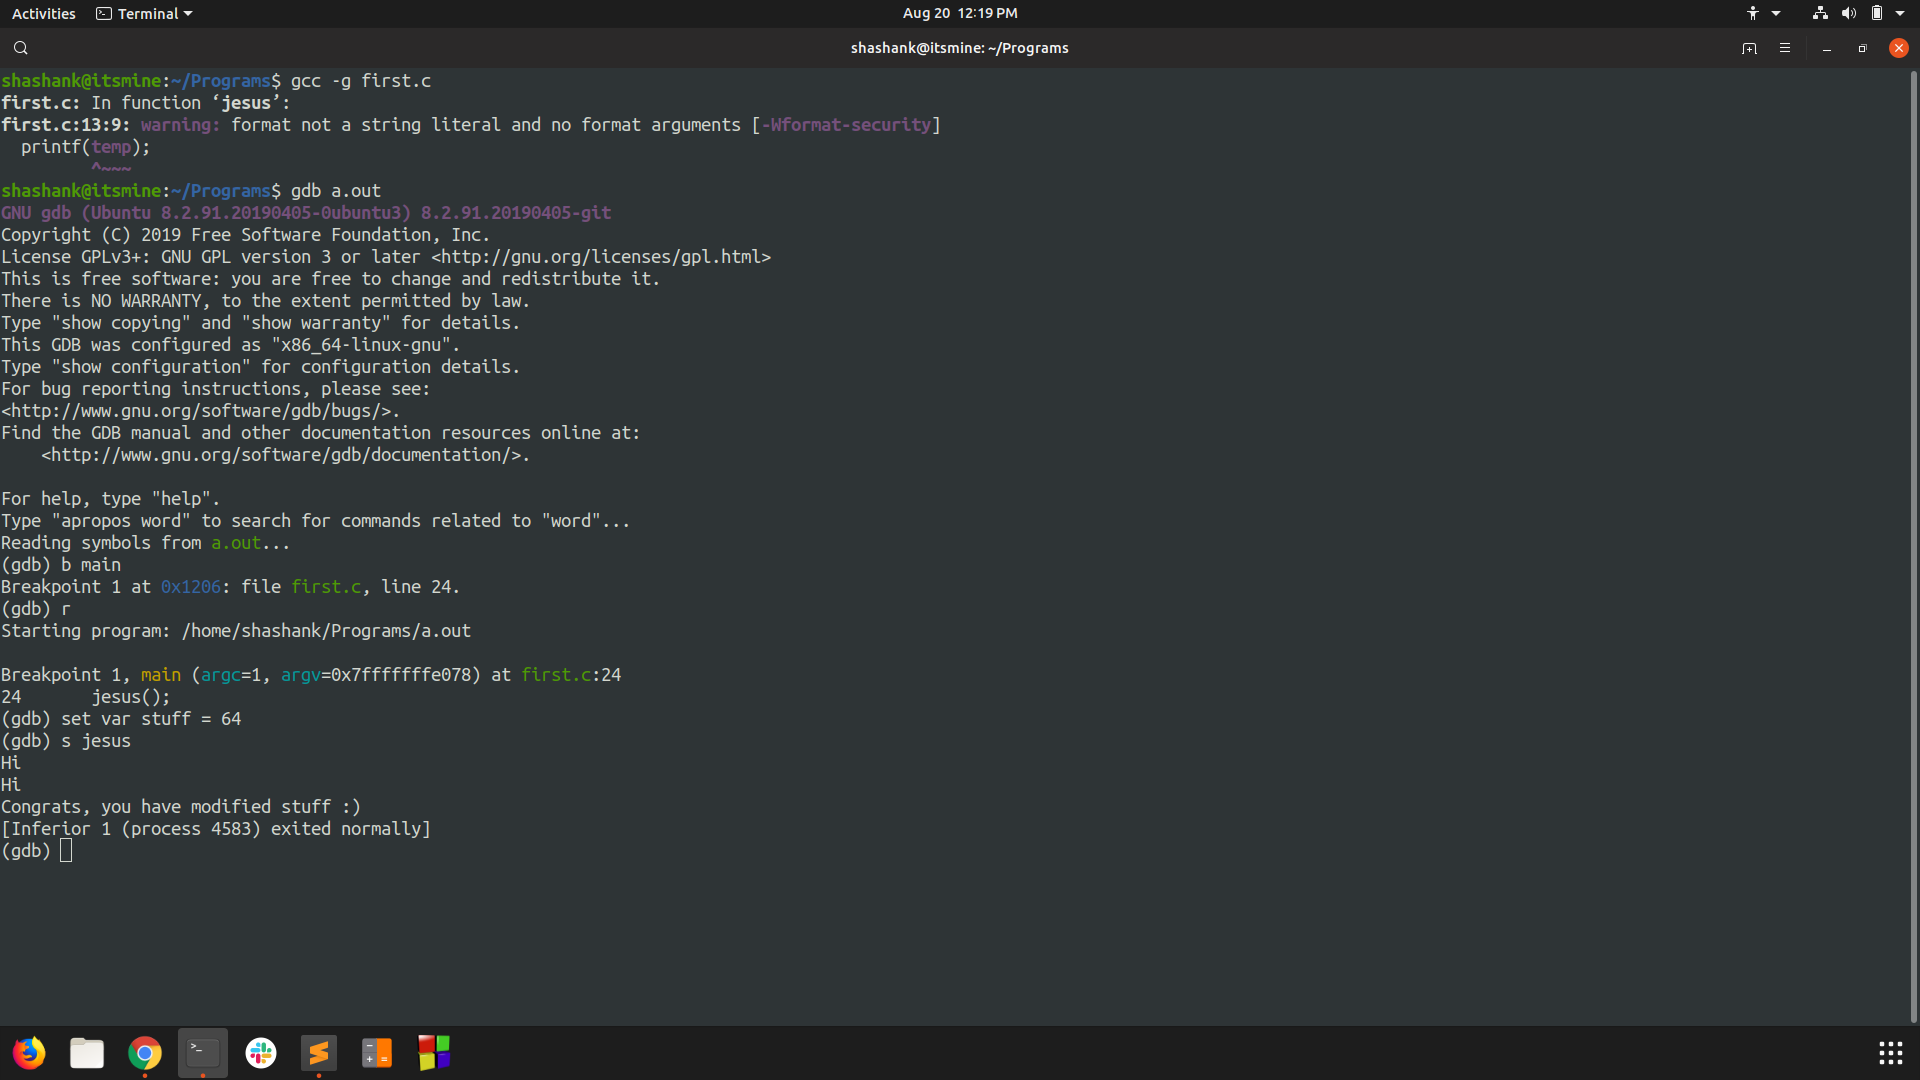 Activities Terminal Aug 20 12:19 PM
shashank@itsmine: ~/Programs
shashank@itsmine:~/Programs$ gcc -g first.c
first.c: In function ‘jesus’:
first.c:13:9: warning: format not a string literal and no format arguments [-Wformat-security]
  printf(temp);
         ^~~~
shashank@itsmine:~/Programs$ gdb a.out
GNU gdb (Ubuntu 8.2.91.20190405-0ubuntu3) 8.2.91.20190405-git
Copyright (C) 2019 Free Software Foundation, Inc.
License GPLv3+: GNU GPL version 3 or later <http://gnu.org/licenses/gpl.html>
This is free software: you are free to change and redistribute it.
There is NO WARRANTY, to the extent permitted by law.
Type "show copying" and "show warranty" for details.
This GDB was configured as "x86_64-linux-gnu".
Type "show configuration" for configuration details.
For bug reporting instructions, please see:
<http://www.gnu.org/software/gdb/bugs/>.
Find the GDB manual and other documentation resources online at:
    <http://www.gnu.org/software/gdb/documentation/>.

For help, type "help".
Type "apropos word" to search for commands related to "word"...
Reading symbols from a.out...
(gdb) b main
Breakpoint 1 at 0x1206: file first.c, line 24.
(gdb) r
Starting program: /home/shashank/Programs/a.out

Breakpoint 1, main (argc=1, argv=0x7fffffffe078) at first.c:24
24       jesus();
(gdb) set var stuff = 64
(gdb) s jesus
Hi
Hi
Congrats, you have modified stuff :)
[Inferior 1 (process 4583) exited normally]
(gdb)